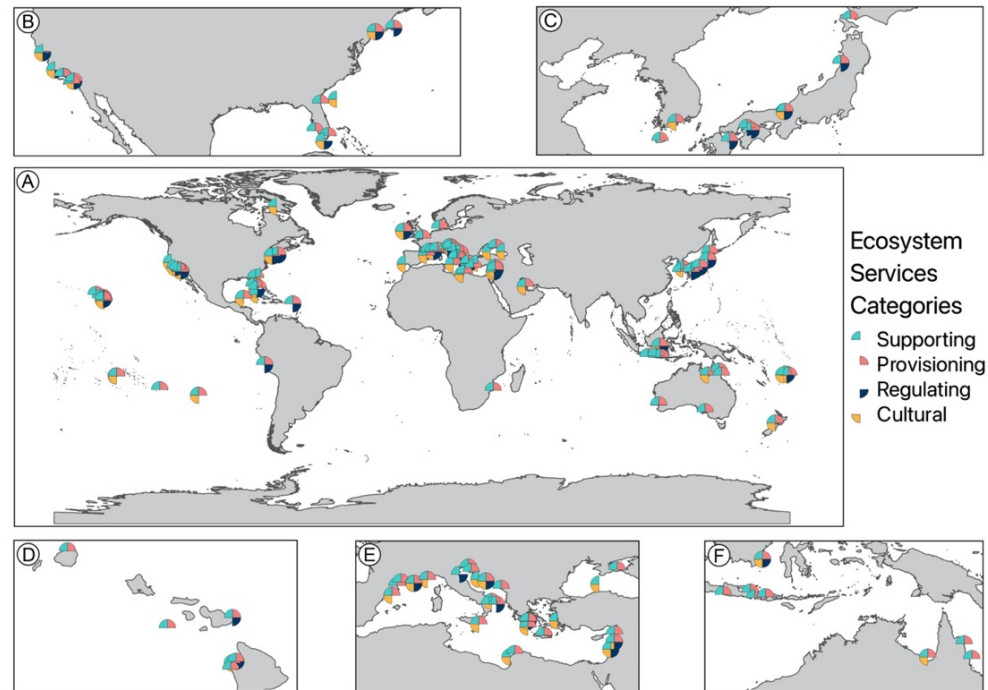 B
C
A
Ecosystem
Services
Categories
Supporting
Provisioning
Regulating
Cultural
D
E
F